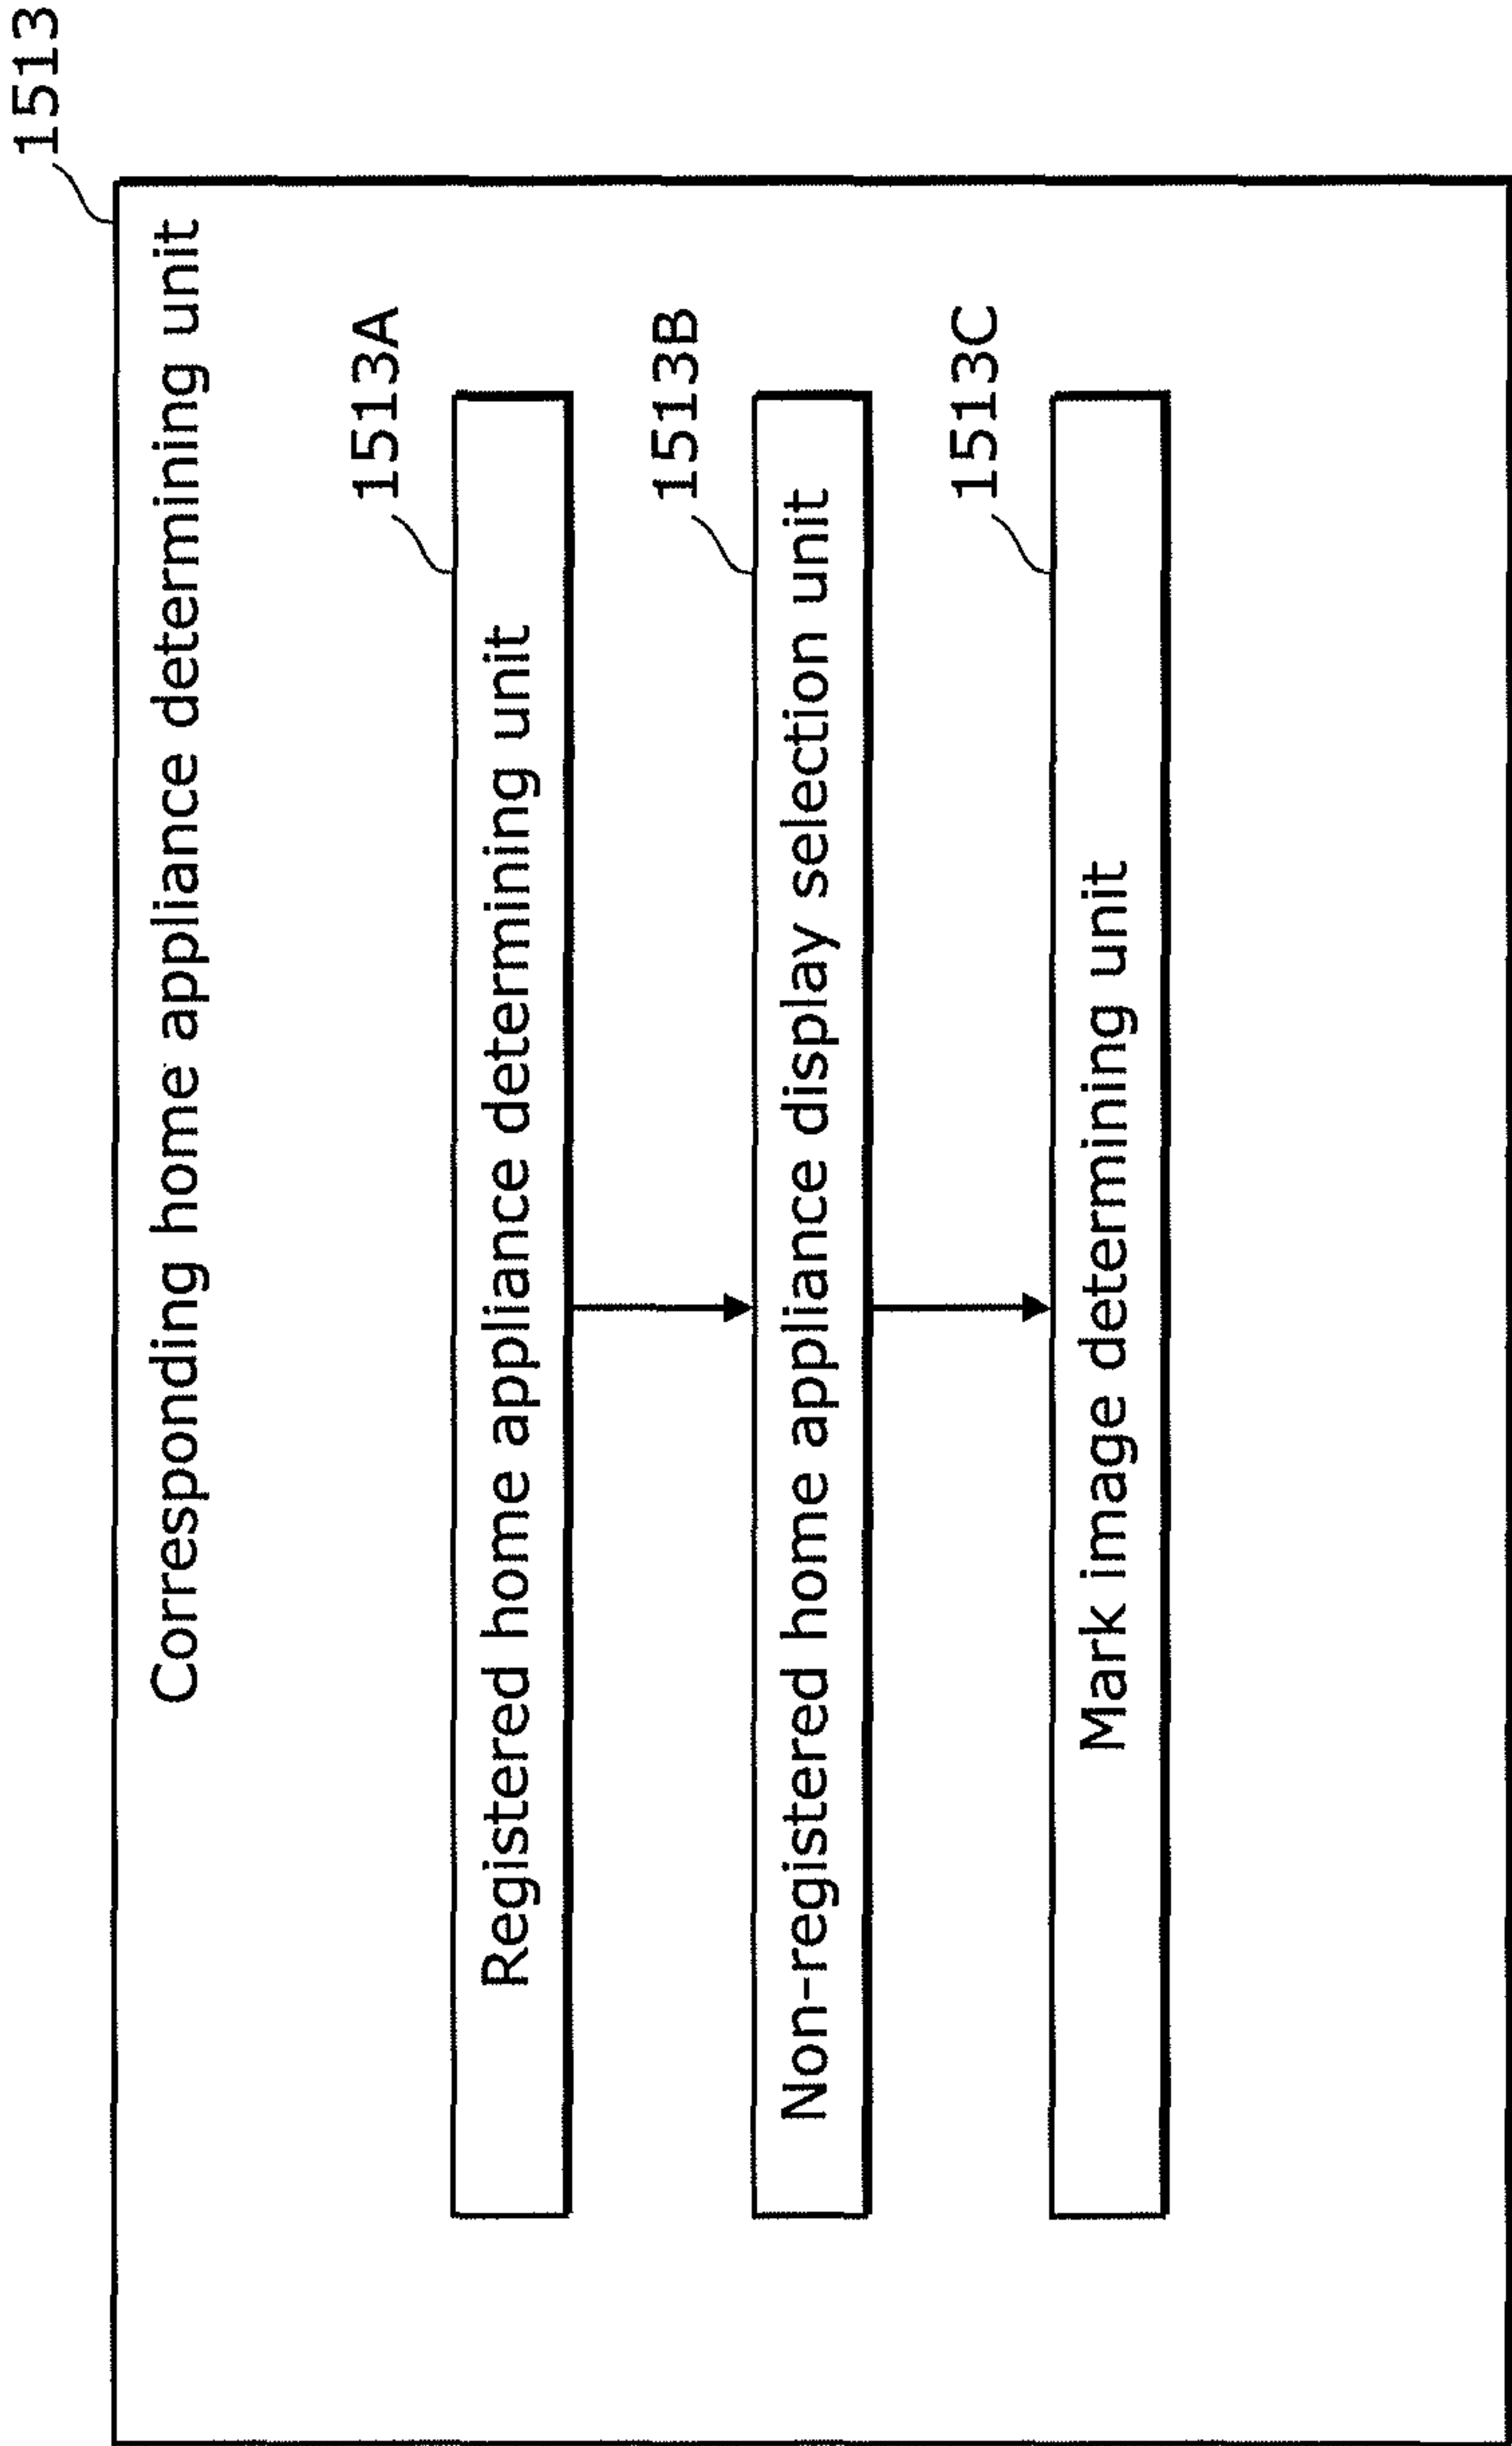 1513
Corresponding home appliance determining unit
1513A
Registered home appliance determining unit
1513B
Non-registered home appliance display selection unit
1513C
Mark image determining unit